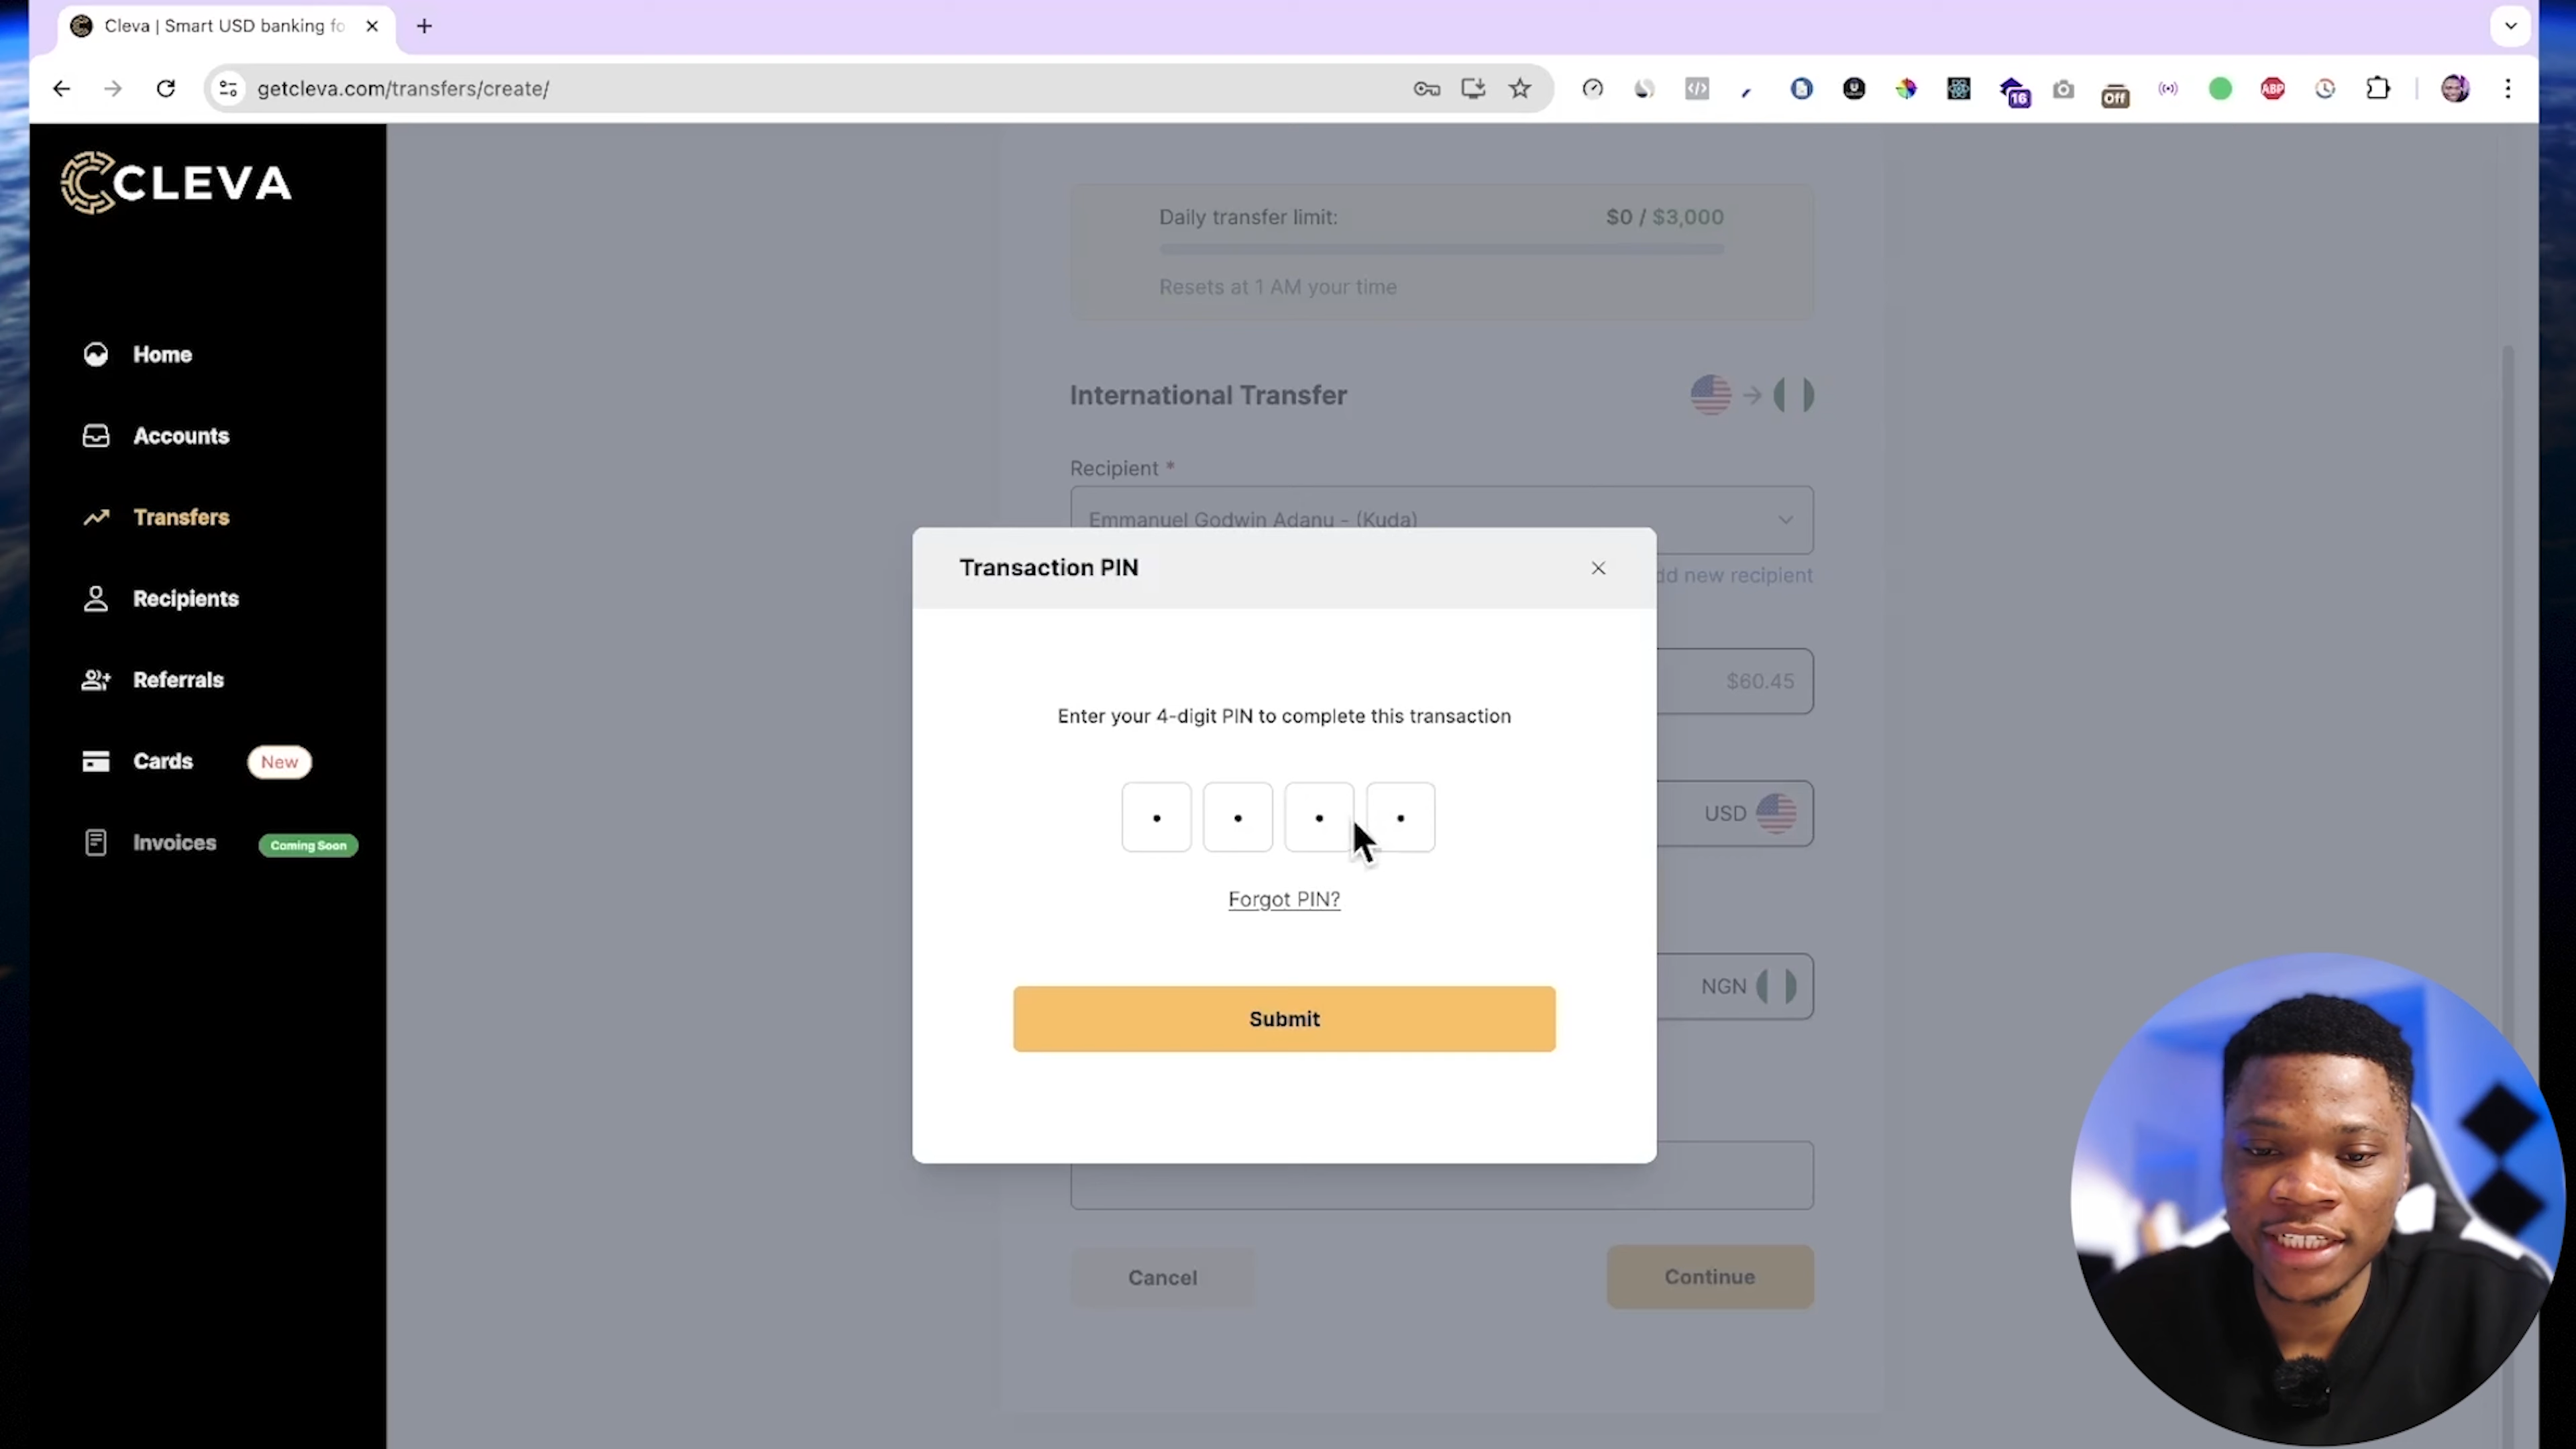 Cleva | Smart USD banking fo
getcleva.com/transfers/create/
16
Off
ABP
CLEVA
Home
Accounts
Transfers
Recipients
Referrals
Cards New
Invoices Coming Soon
Daily transfer limit: $0 / $3,000
Resets at 1 AM your time
International Transfer
Recipient *
Emmanuel Godwin Adanu - (Kuda)
dd new recipient
$60.45
USD
NGN
Transaction PIN
Enter your 4-digit PIN to complete this transaction
Forgot PIN?
Submit
Cancel Continue